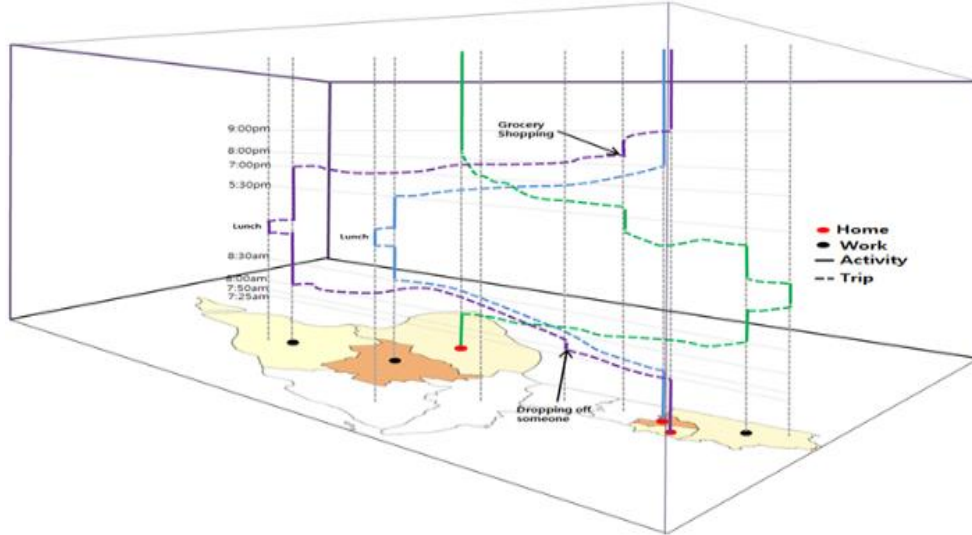 9:00pm
Grocery
Shopping
8:00pm
7:00pm
5:30pm
Lunch
Lunch
Home
Work
Activity
Trip
8:30am
8:00am
7:50am
7:25am
Dropping off
someone